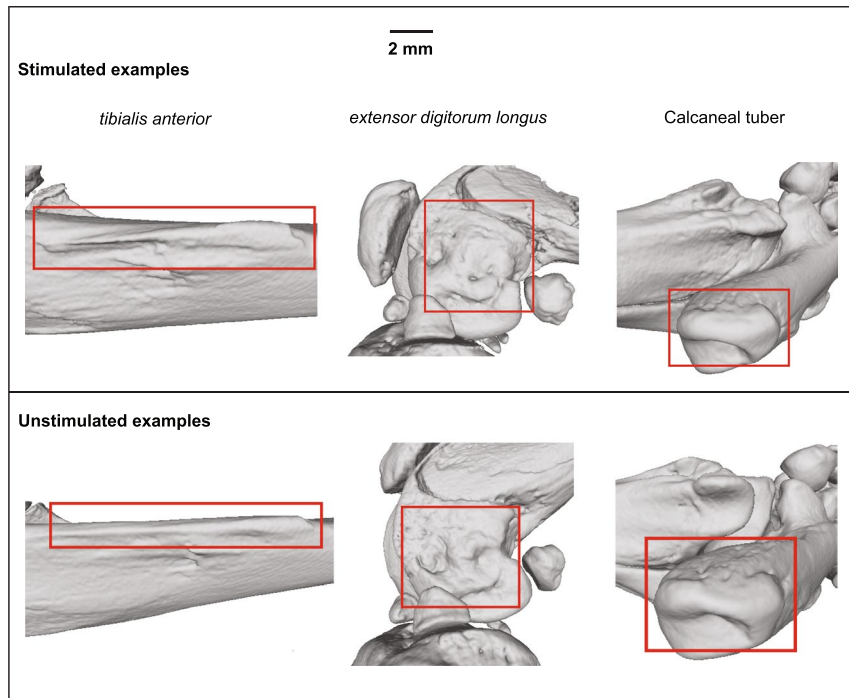 2 mm
Stimulated examples
tibialis anterior extensor digitorum longus Calcaneal tuber
Unstimulated examples